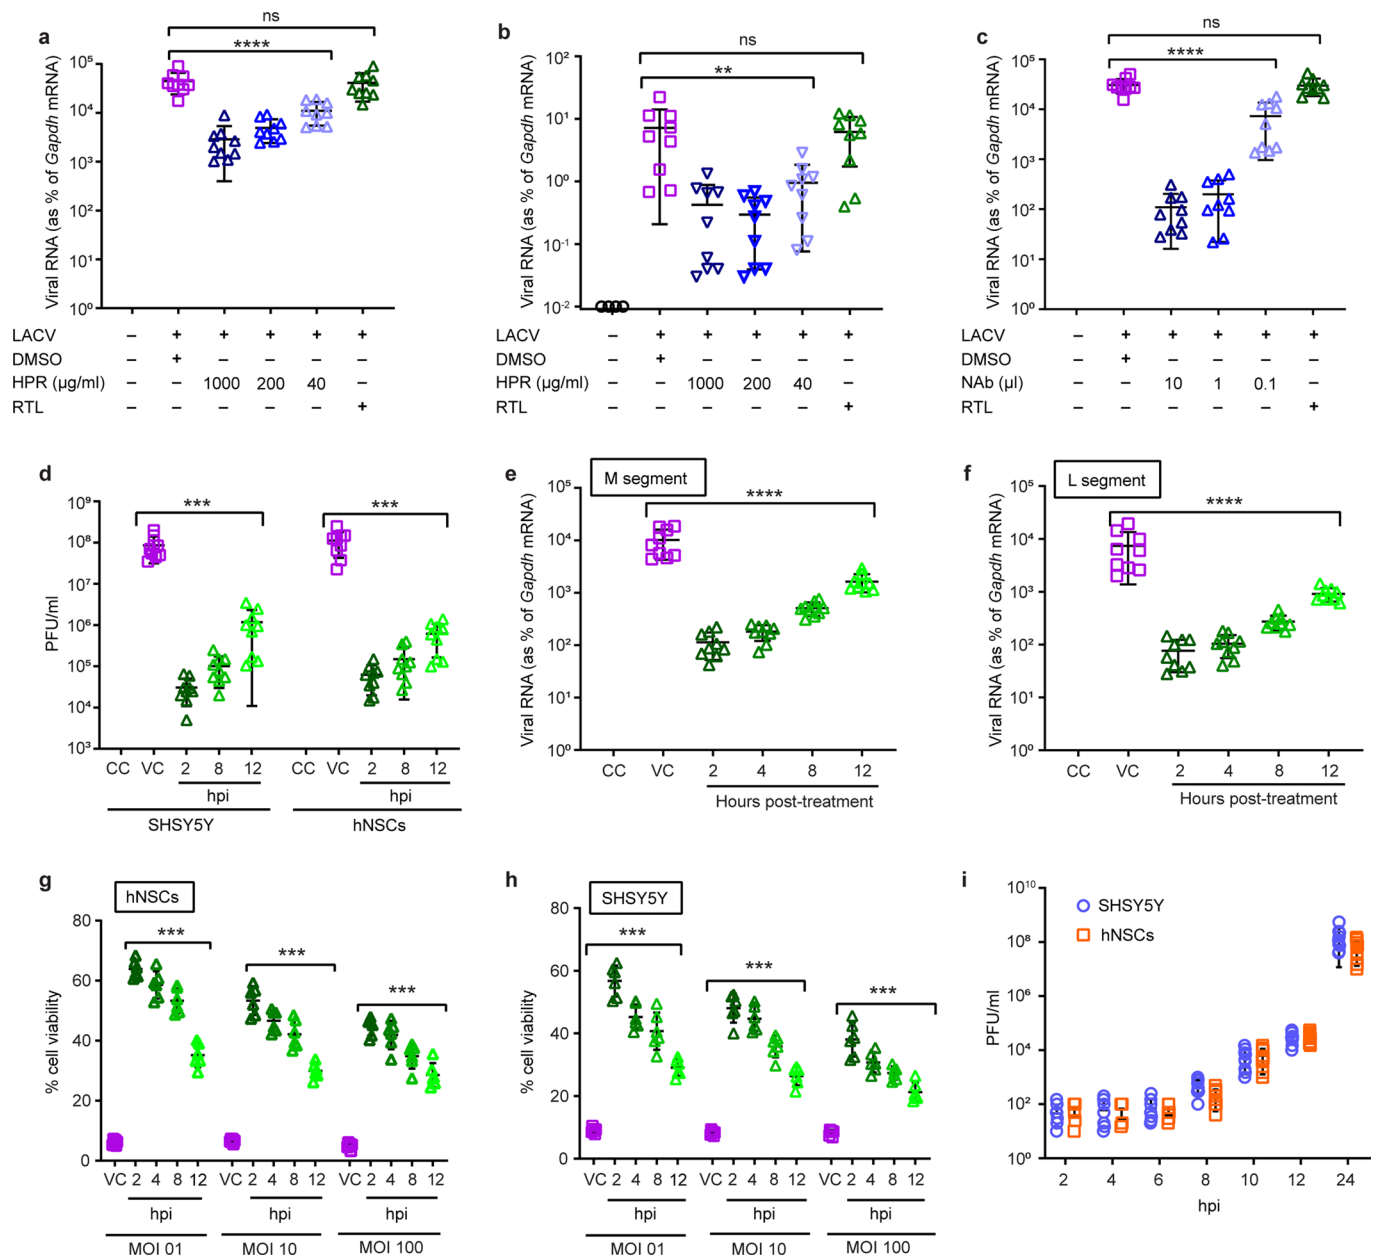 a
ns
****
Viral RNA (as % of Gapdh mRNA)
10⁵
10⁴
10³
10²
10¹
10⁰
LACV – + + + + +
DMSO – + – – – –
HPR (µg/ml) – – 1000 200 40 –
RTL – – – – – +
b
ns
**
Viral RNA (as % of Gapdh mRNA)
10²
10¹
10⁰
10⁻¹
10⁻²
LACV – + + + + +
DMSO – + – – – –
HPR (µg/ml) – – 1000 200 40 –
RTL – – – – – +
c
ns
****
Viral RNA (as % of Gapdh mRNA)
10⁵
10⁴
10³
10²
10¹
10⁰
LACV – + + + + +
DMSO – + – – – –
NAb (µl) – – 10 1 0.1 –
RTL – – – – – +
d
*** ***
PFU/ml
10⁹
10⁸
10⁷
10⁶
10⁵
10⁴
10³
CC VC 2 8 12 CC VC 2 8 12
hpi hpi
SHSY5Y hNSCs
e
M segment
****
Viral RNA (as % of Gapdh mRNA)
10⁵
10⁴
10³
10²
10¹
10⁰
CC VC 2 4 8 12
Hours post-treatment
f
L segment
****
Viral RNA (as % of Gapdh mRNA)
10⁵
10⁴
10³
10²
10¹
10⁰
CC VC 2 4 8 12
Hours post-treatment
g
hNSCs
*** *** ***
% cell viability
80
60
40
20
0
VC 2 4 8 12 VC 2 4 8 12 VC 2 4 8 12
hpi hpi hpi
MOI 01 MOI 10 MOI 100
h
SHSY5Y
*** *** ***
% cell viability
80
60
40
20
0
VC 2 4 8 12 VC 2 4 8 12 VC 2 4 8 12
hpi hpi hpi
MOI 01 MOI 10 MOI 100
i
SHSY5Y
hNSCs
PFU/ml
10¹⁰
10⁸
10⁶
10⁴
10²
10⁰
2 4 6 8 10 12 24
hpi